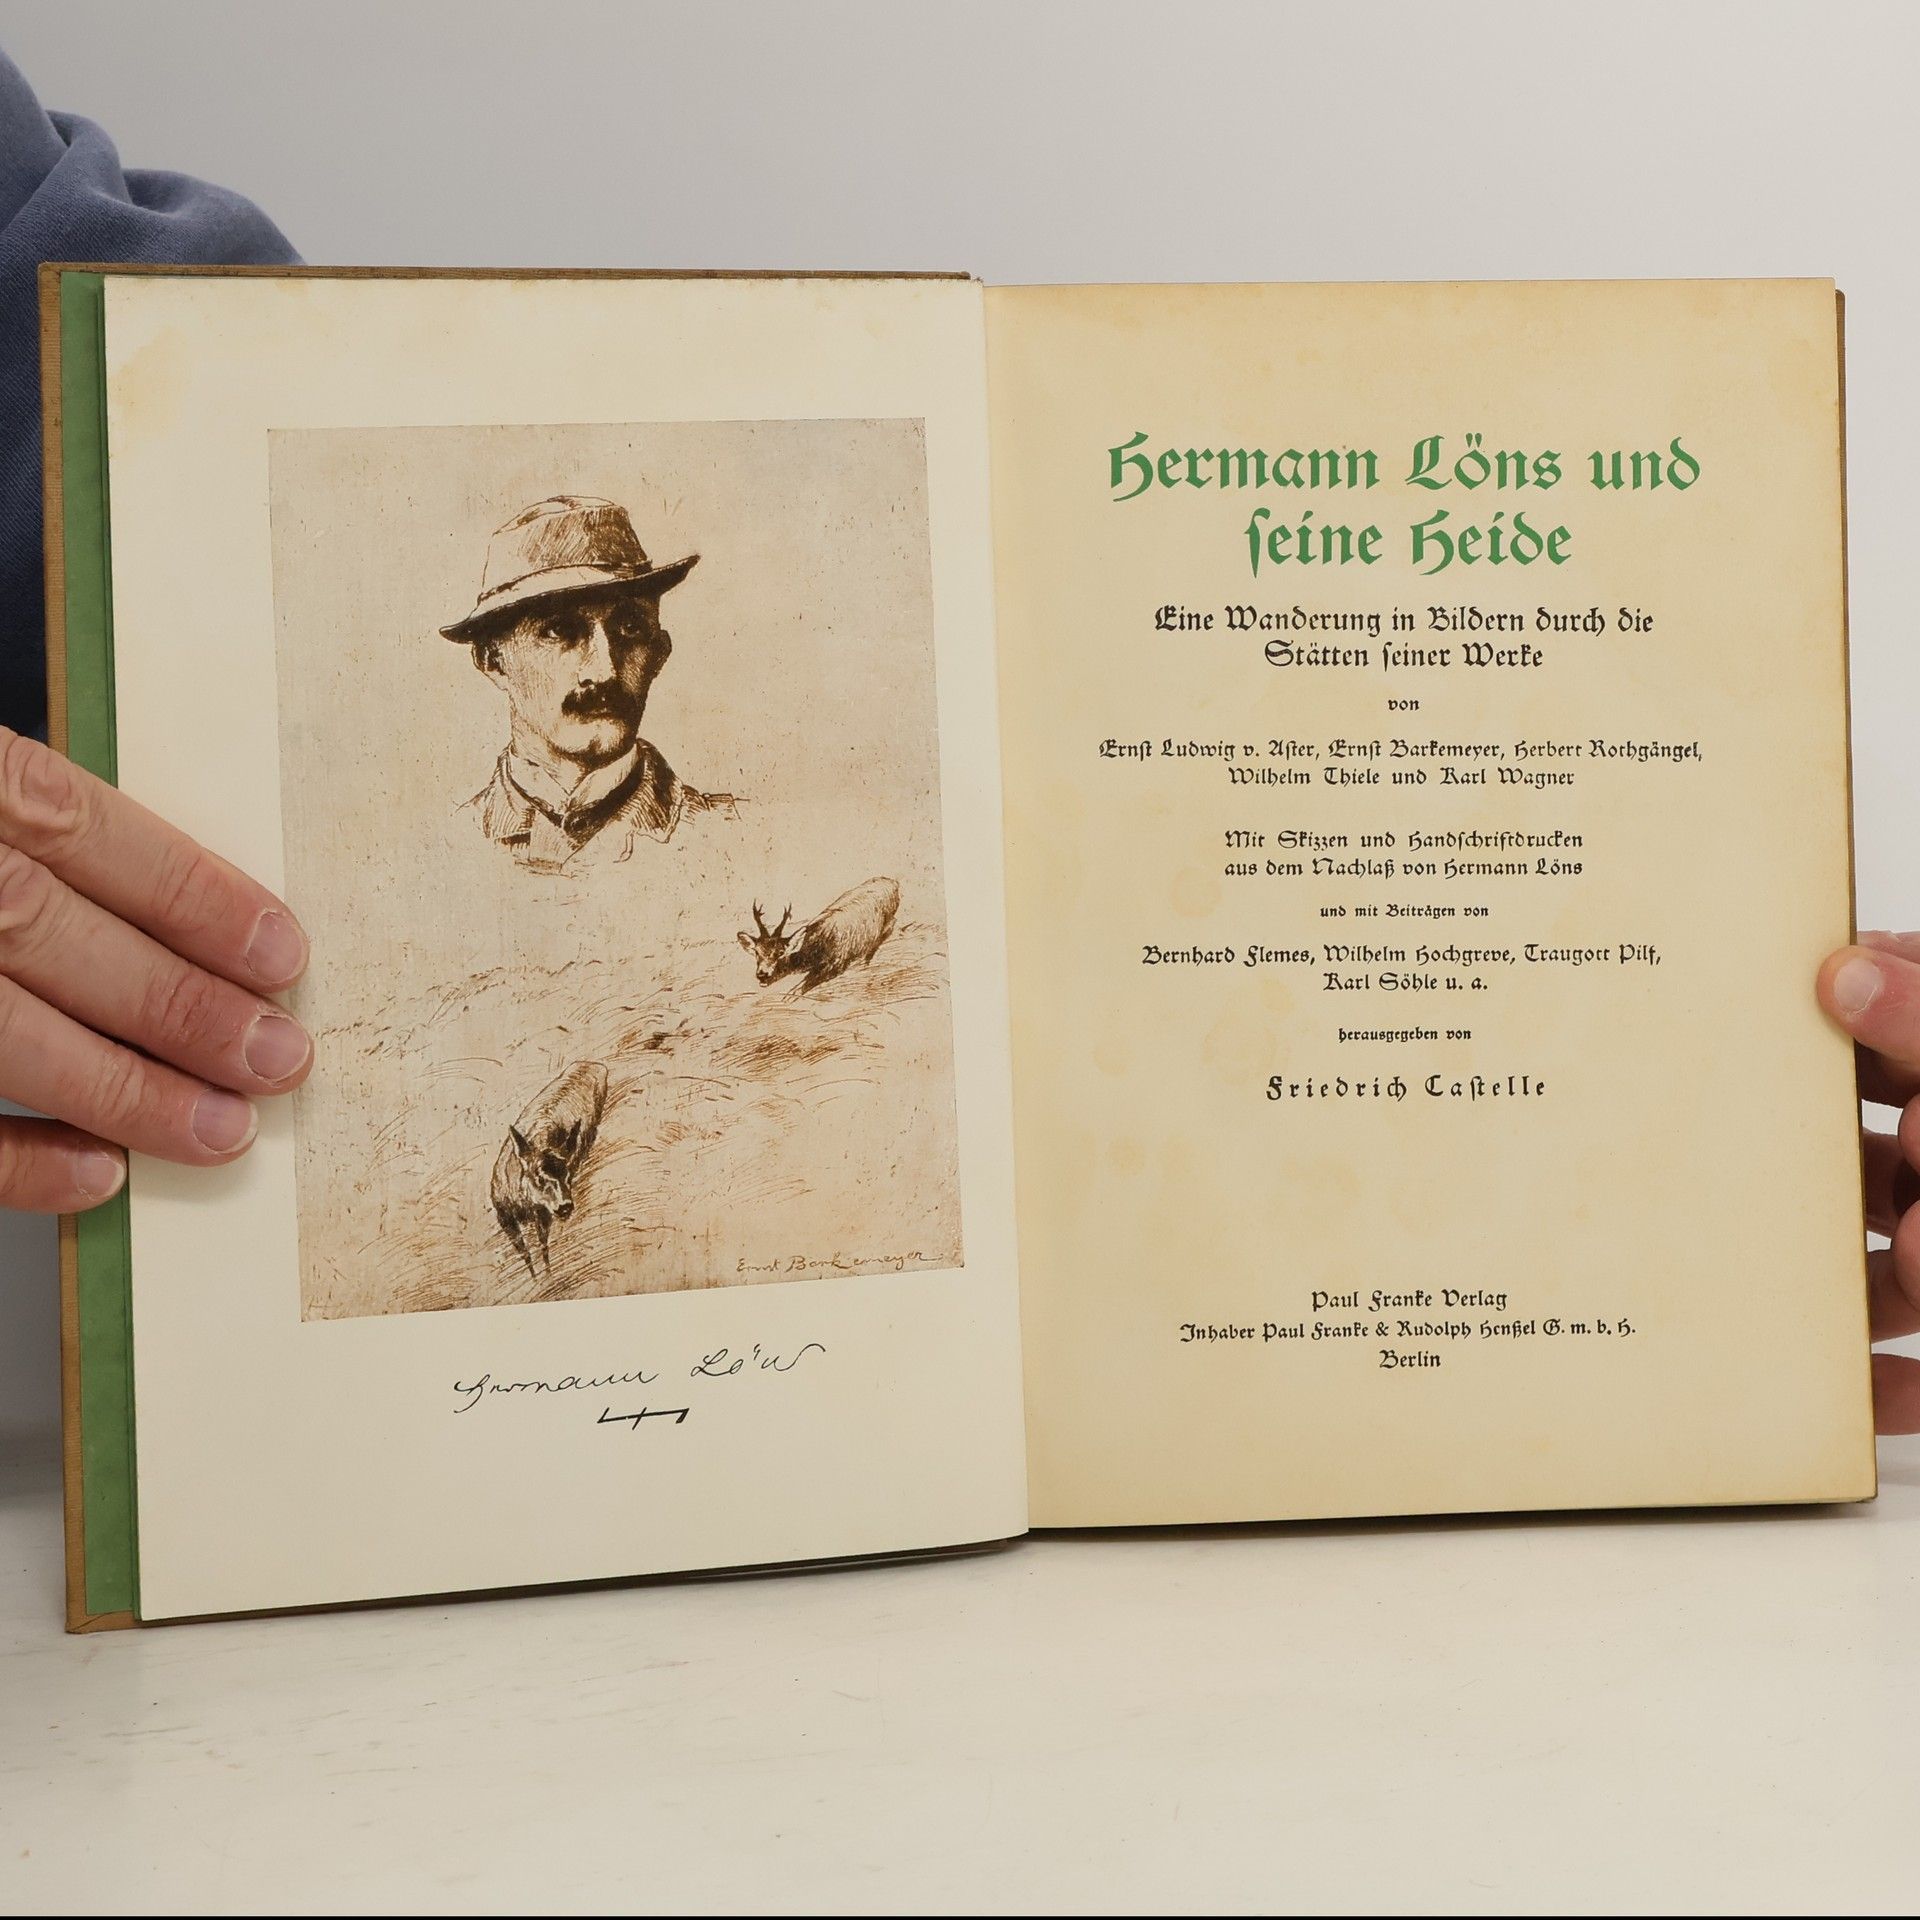 Ernst Barkemeyer
Hermann Löns
Hermann Löns und
seine Heide
Eine Wanderung in Bildern durch die
Stätten seiner Werke
von
Ernst Ludwig v. Aster, Ernst Barkemeyer, Herbert Rothgängel,
Wilhelm Thiele und Karl Wagner
Mit Skizzen und Handschriftdrucken
aus dem Nachlaß von Hermann Löns
und mit Beiträgen von
Bernhard Flemes, Wilhelm Hochgreve, Traugott Pilf,
Karl Söhle u. a.
herausgegeben von
Friedrich Castelle
Paul Franke Verlag
Inhaber Paul Franke & Rudolph Henßel G. m. b. H.
Berlin